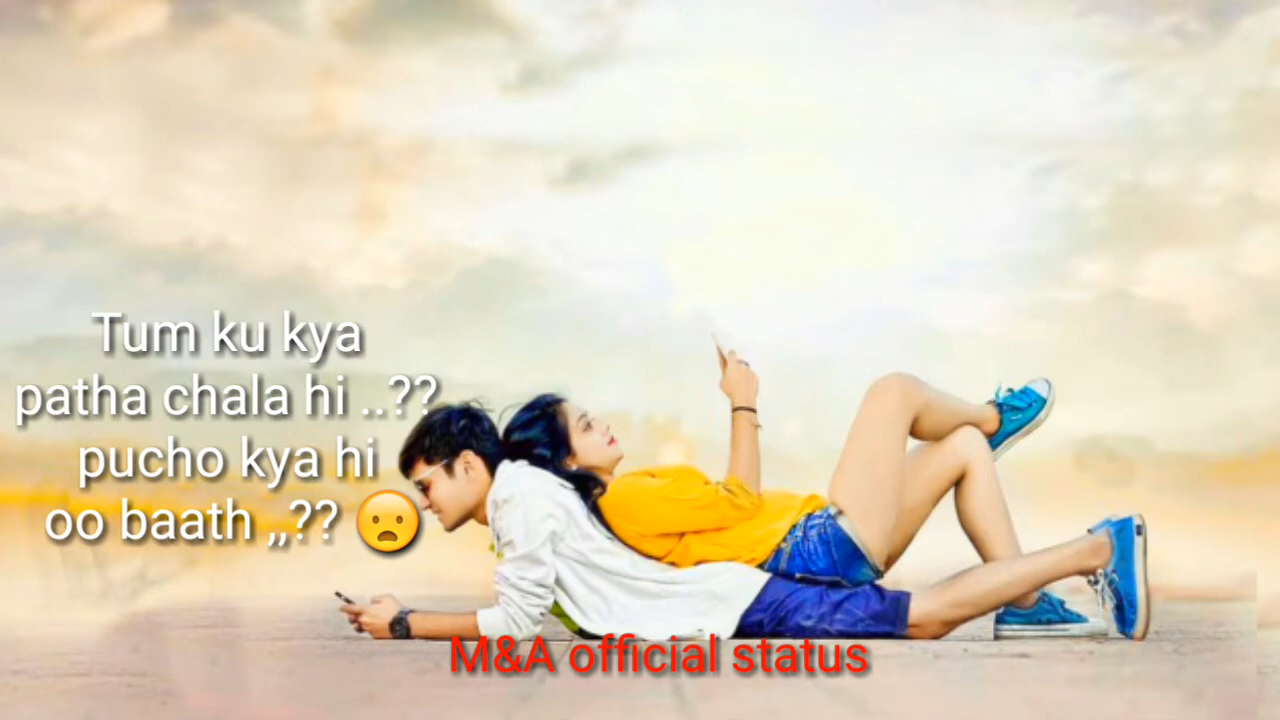 Tum ku kya
patha chala hi ..??
pucho kya hi
oo baath ,,?? 😦
M&A official status